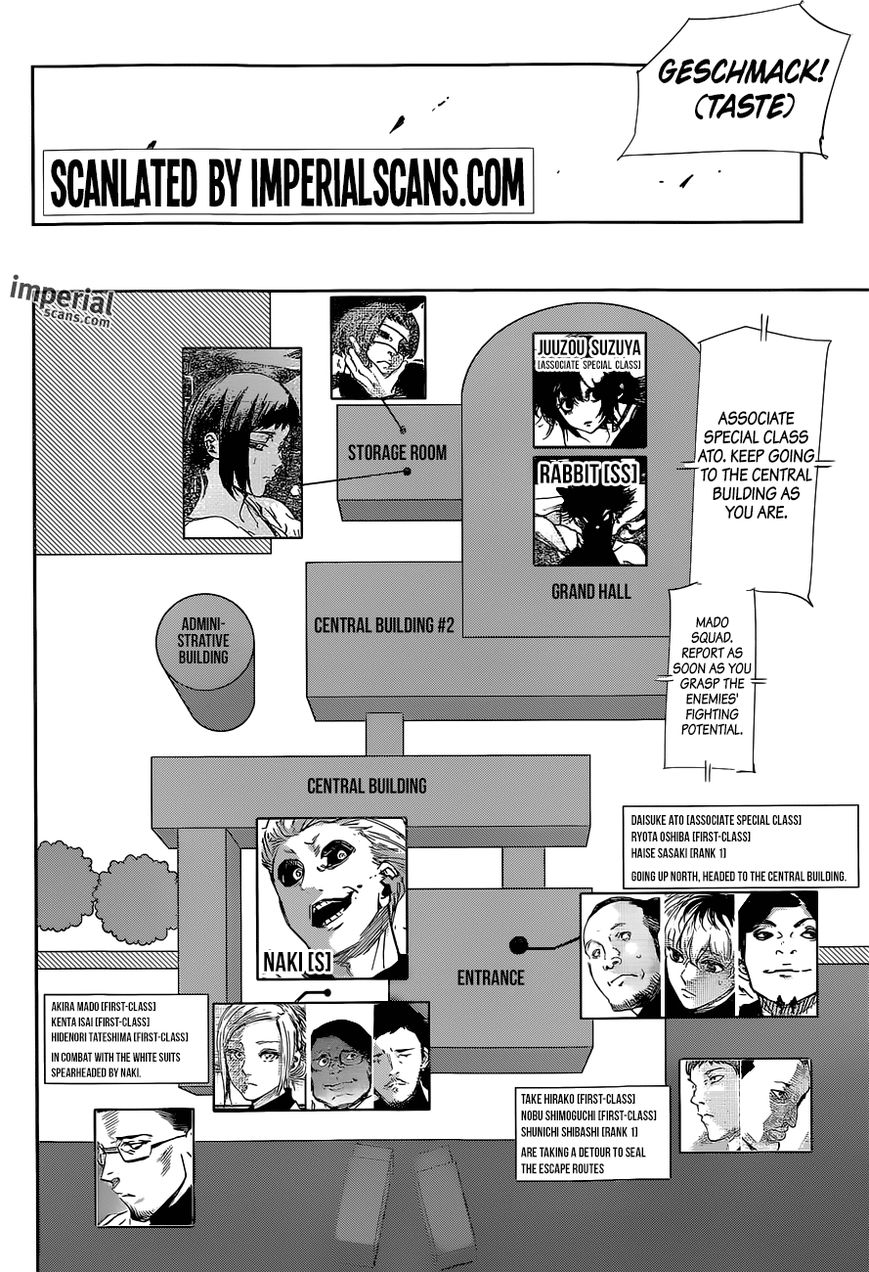 GESCHMACK!
(TASTE)
SCANLATED BY IMPERIALSCANS.COM
imperial
scans.com
JUUZOU SUZUYA
[ASSOCIATE SPECIAL CLASS]
ASSOCIATE
SPECIAL CLASS
ATO. KEEP GOING
TO THE CENTRAL
BUILDING AS
YOU ARE.
STORAGE ROOM
RABBIT [SS]
GRAND HALL
ADMINI-
STRATIVE
BUILDING
CENTRAL BUILDING #2
MADO
SQUAD.
REPORT AS
SOON AS YOU
GRASP THE
ENEMIES'
FIGHTING
POTENTIAL.
CENTRAL BUILDING
DAISUKE ATO [ASSOCIATE SPECIAL CLASS]
RYOTA OSHIBA [FIRST-CLASS]
HAISE SASAKI [RANK 1]
GOING UP NORTH, HEADED TO THE CENTRAL BUILDING.
NAKI [S]
ENTRANCE
AKIRA MADO [FIRST-CLASS]
KENTA ISAI [FIRST-CLASS]
HIDENORI TATESHIMA [FIRST-CLASS]
IN COMBAT WITH THE WHITE SUITS
SPEARHEADED BY NAKI.
TAKE HIRAKO [FIRST-CLASS]
NOBU SHIMOGUCHI [FIRST-CLASS]
SHUNICHI SHIBASHI [RANK 1]
ARE TAKING A DETOUR TO SEAL
THE ESCAPE ROUTES